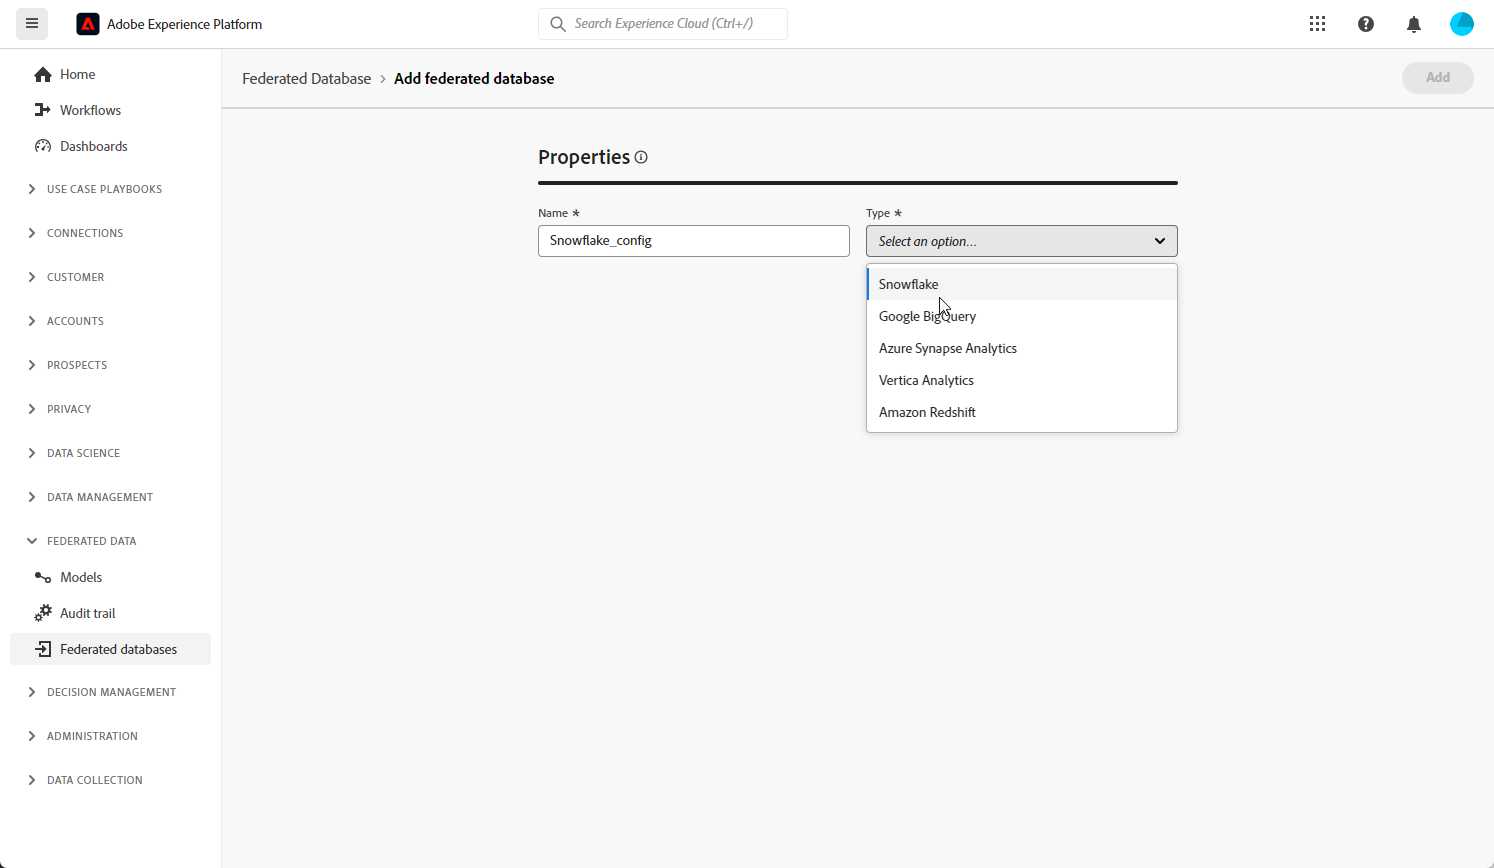 Adobe Experience Platform
Search Experience Cloud (Ctrl+/)
Home
Workflows
Dashboards
USE CASE PLAYBOOKS
CONNECTIONS
CUSTOMER
ACCOUNTS
PROSPECTS
PRIVACY
DATA SCIENCE
DATA MANAGEMENT
FEDERATED DATA
Models
Audit trail
Federated databases
DECISION MANAGEMENT
ADMINISTRATION
DATA COLLECTION
Federated Database > Add federated database
Add
Properties
Name *
Type *
Snowflake_config
Select an option...
Snowflake
Google BigQuery
Azure Synapse Analytics
Vertica Analytics
Amazon Redshift